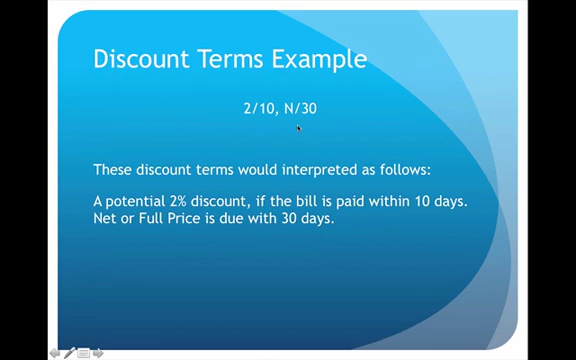 Discount Terms Example
2/10, N/30
These discount terms would interpreted as follows:
A potential 2% discount, if the bill is paid within 10 days.
Net or Full Price is due with 30 days.